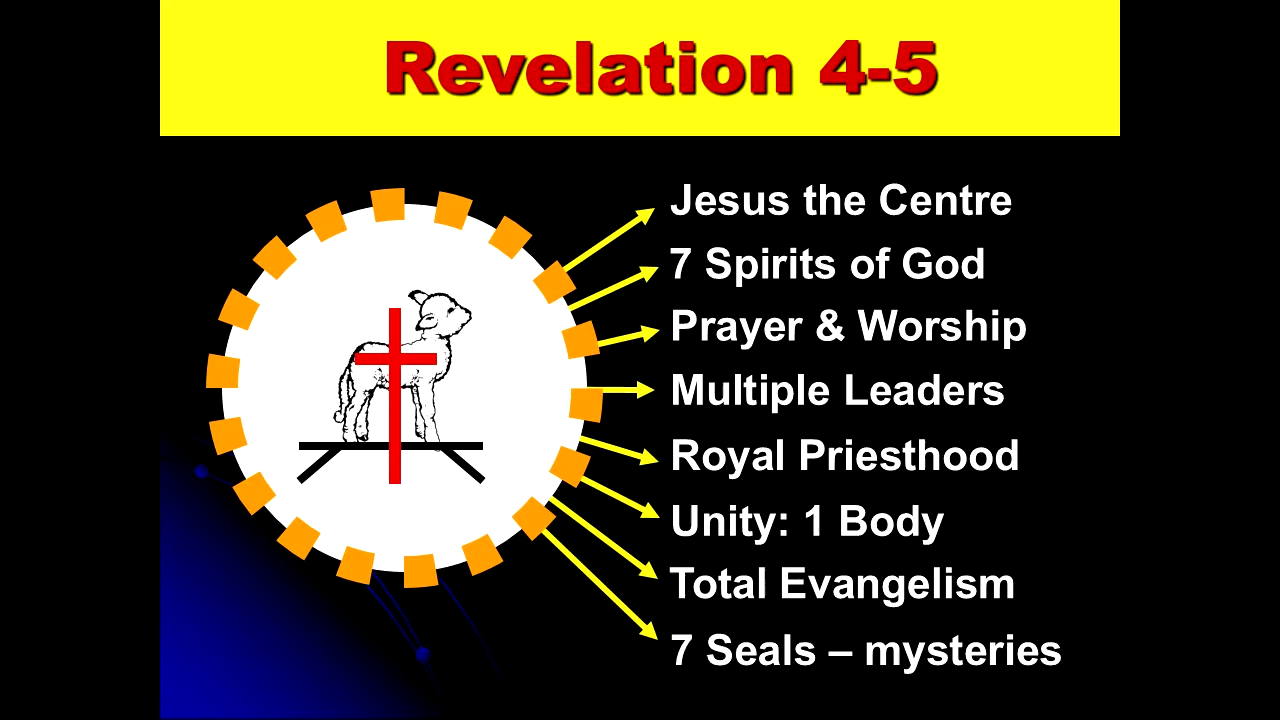 Revelation 4-5
Jesus the Centre
7 Spirits of God
Prayer & Worship
Multiple Leaders
Royal Priesthood
Unity: 1 Body
Total Evangelism
7 Seals – mysteries